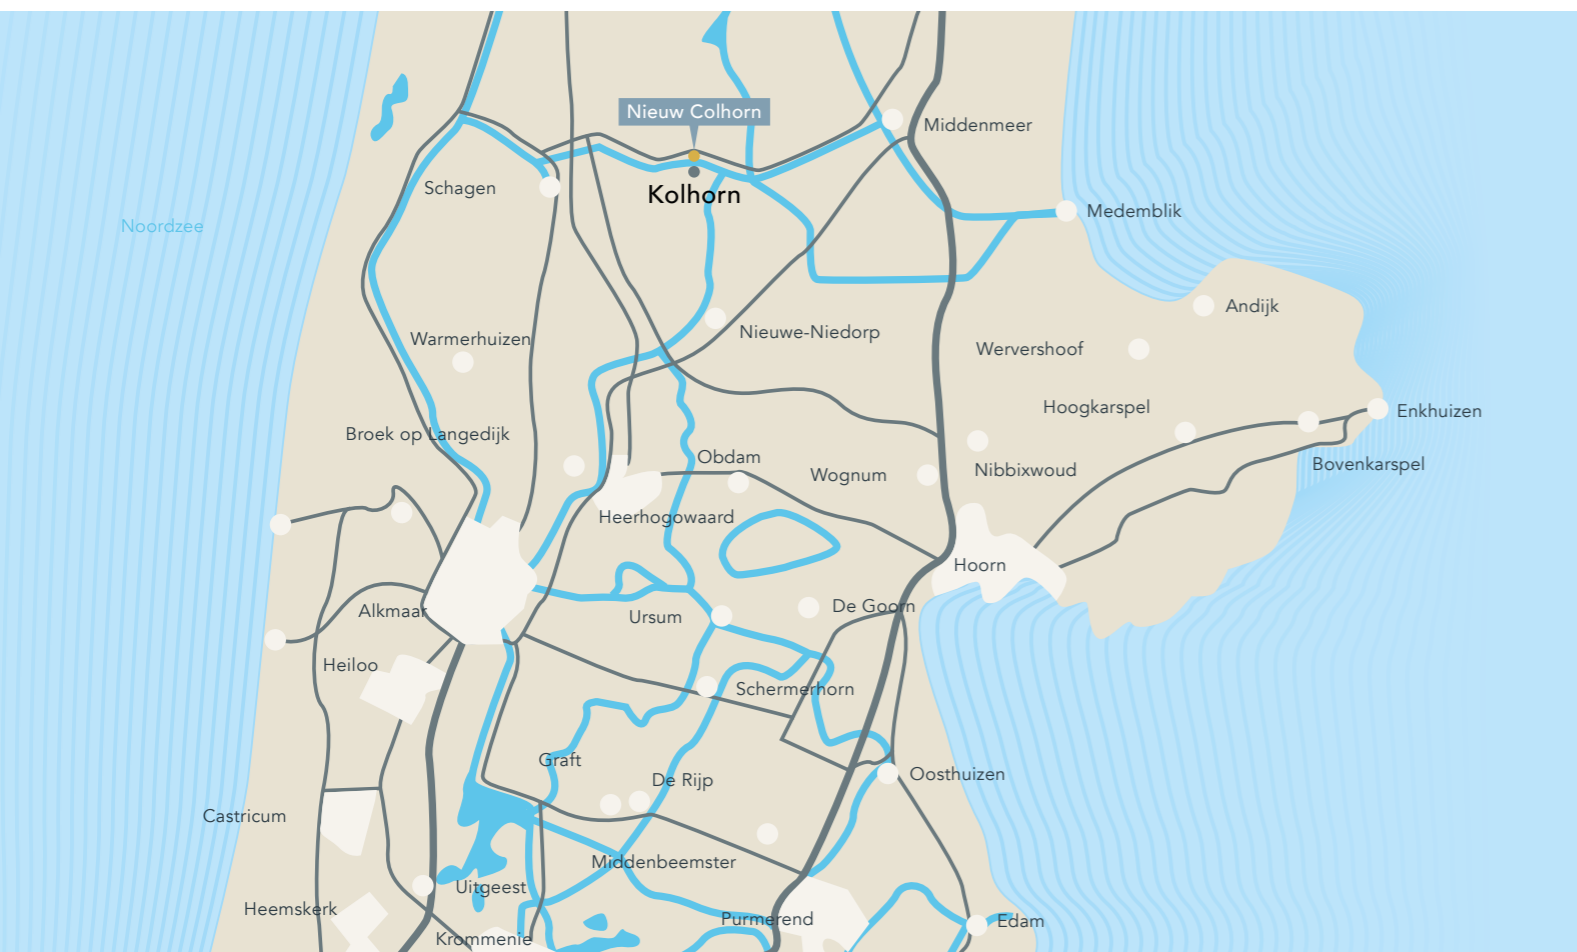 Nieuw Colhorn
Middenmeer
Schagen
Kolhorn
Medemblik
Noordzee
Andijk
Nieuwe-Niedorp
Warmerhuizen
Wervershoof
Hoogkarspel
Enkhuizen
Broek op Langedijk
Obdam
Wognum
Nibbixwoud
Bovenkarspel
Heerhogowaard
Hoorn
Alkmaar
Ursum
De Goorn
Heiloo
Schermerhorn
Graft
De Rijp
Oosthuizen
Castricum
Middenbeemster
Uitgeest
Heemskerk
Purmerend
Edam
Krommenie